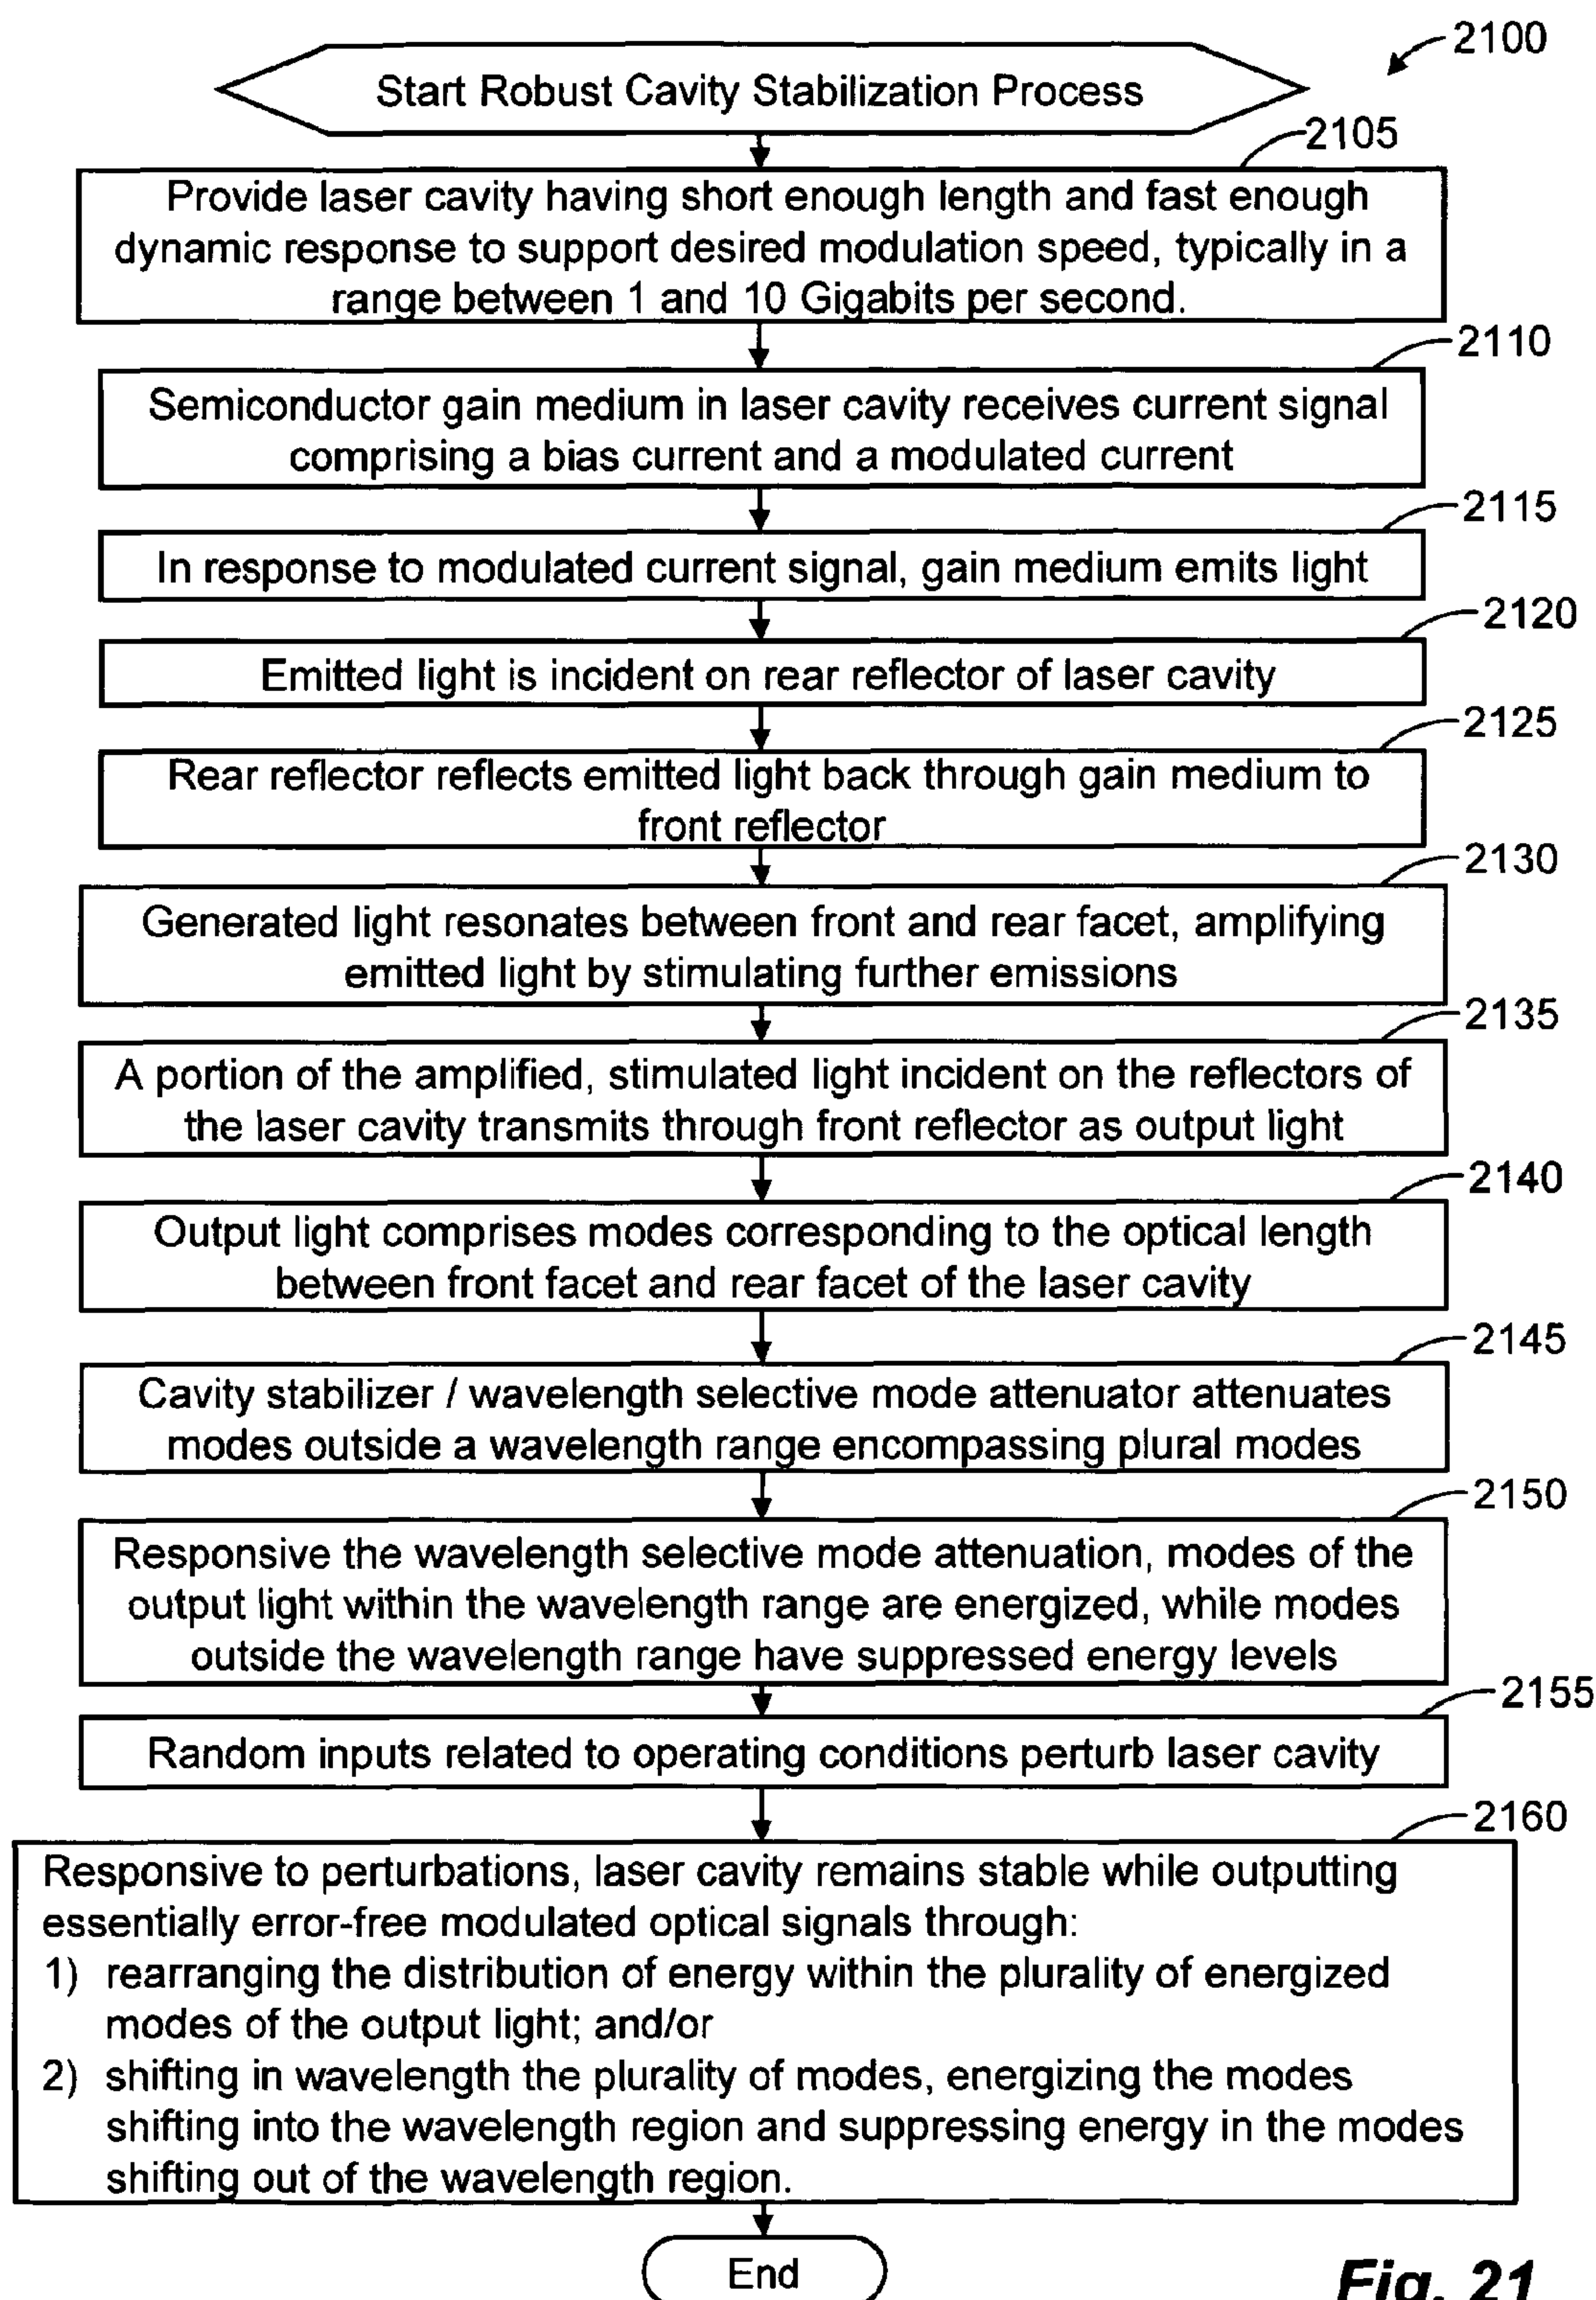 2100
Start Robust Cavity Stabilization Process
2105
Provide laser cavity having short enough length and fast enough
dynamic response to support desired modulation speed, typically in a
range between 1 and 10 Gigabits per second.
2110
Semiconductor gain medium in laser cavity receives current signal
comprising a bias current and a modulated current
2115
In response to modulated current signal, gain medium emits light
2120
Emitted light is incident on rear reflector of laser cavity
2125
Rear reflector reflects emitted light back through gain medium to
front reflector
2130
Generated light resonates between front and rear facet, amplifying
emitted light by stimulating further emissions
2135
A portion of the amplified, stimulated light incident on the reflectors of
the laser cavity transmits through front reflector as output light
2140
Output light comprises modes corresponding to the optical length
between front facet and rear facet of the laser cavity
2145
Cavity stabilizer / wavelength selective mode attenuator attenuates
modes outside a wavelength range encompassing plural modes
2150
Responsive the wavelength selective mode attenuation, modes of the
output light within the wavelength range are energized, while modes
outside the wavelength range have suppressed energy levels
2155
Random inputs related to operating conditions perturb laser cavity
2160
Responsive to perturbations, laser cavity remains stable while outputting
essentially error-free modulated optical signals through:
1) rearranging the distribution of energy within the plurality of energized
modes of the output light; and/or
2) shifting in wavelength the plurality of modes, energizing the modes
shifting into the wavelength region and suppressing energy in the modes
shifting out of the wavelength region.
End
Fig. 21